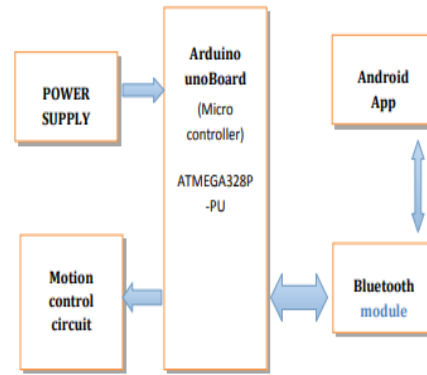 POWER
SUPPLY
Arduino
unoBoard
(Micro
controller)
ATMEGA328P
-PU
Android
App
Motion
control
circuit
Bluetooth
module